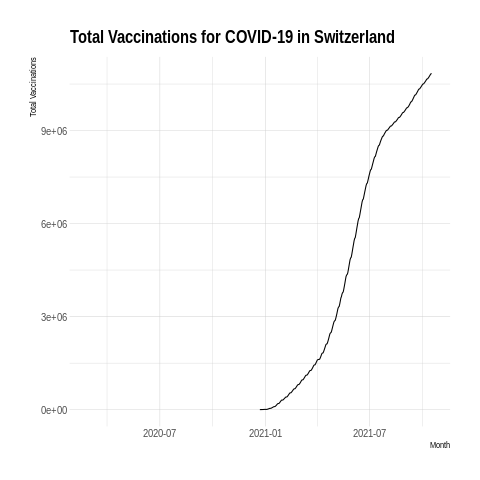 Total Vaccinations for COVID-19 in Switzerland
Total Vaccinations
9e+06
6e+06
3e+06
0e+00
2020-07 2021-01 2021-07
Month